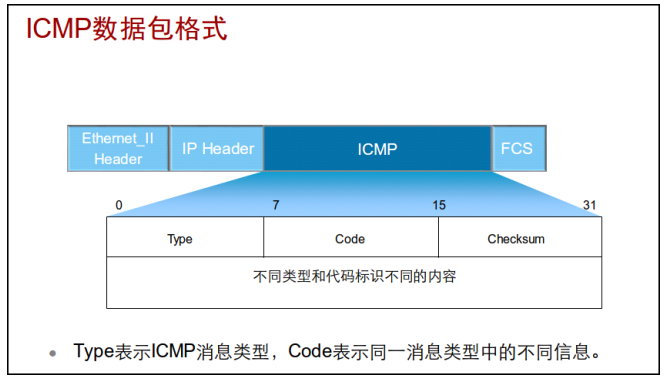 ICMP数据包格式
Ethernet_II
Header
IP Header
ICMP
FCS
0 7 15 31
Type Code Checksum
不同类型和代码标识不同的内容
Type表示ICMP消息类型，Code表示同一消息类型中的不同信息。